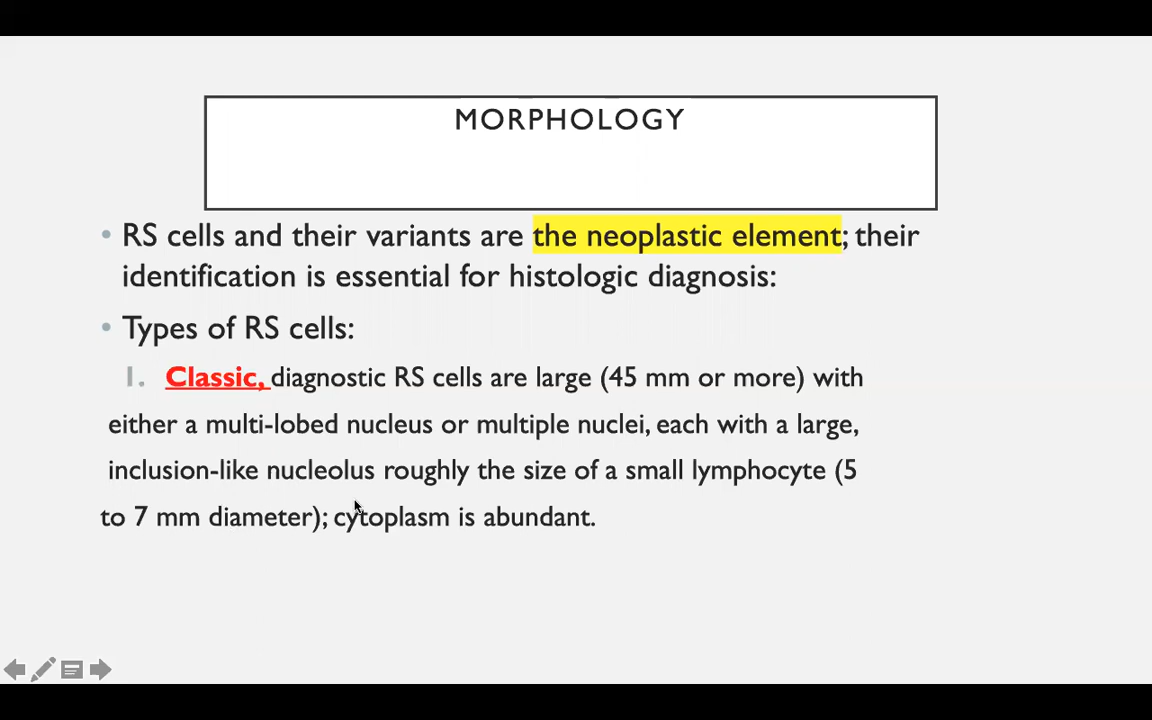 MORPHOLOGY
• RS cells and their variants are the neoplastic element; their
identification is essential for histologic diagnosis:
• Types of RS cells:
1. Classic, diagnostic RS cells are large (45 mm or more) with
either a multi-lobed nucleus or multiple nuclei, each with a large,
inclusion-like nucleolus roughly the size of a small lymphocyte (5
to 7 mm diameter); cytoplasm is abundant.